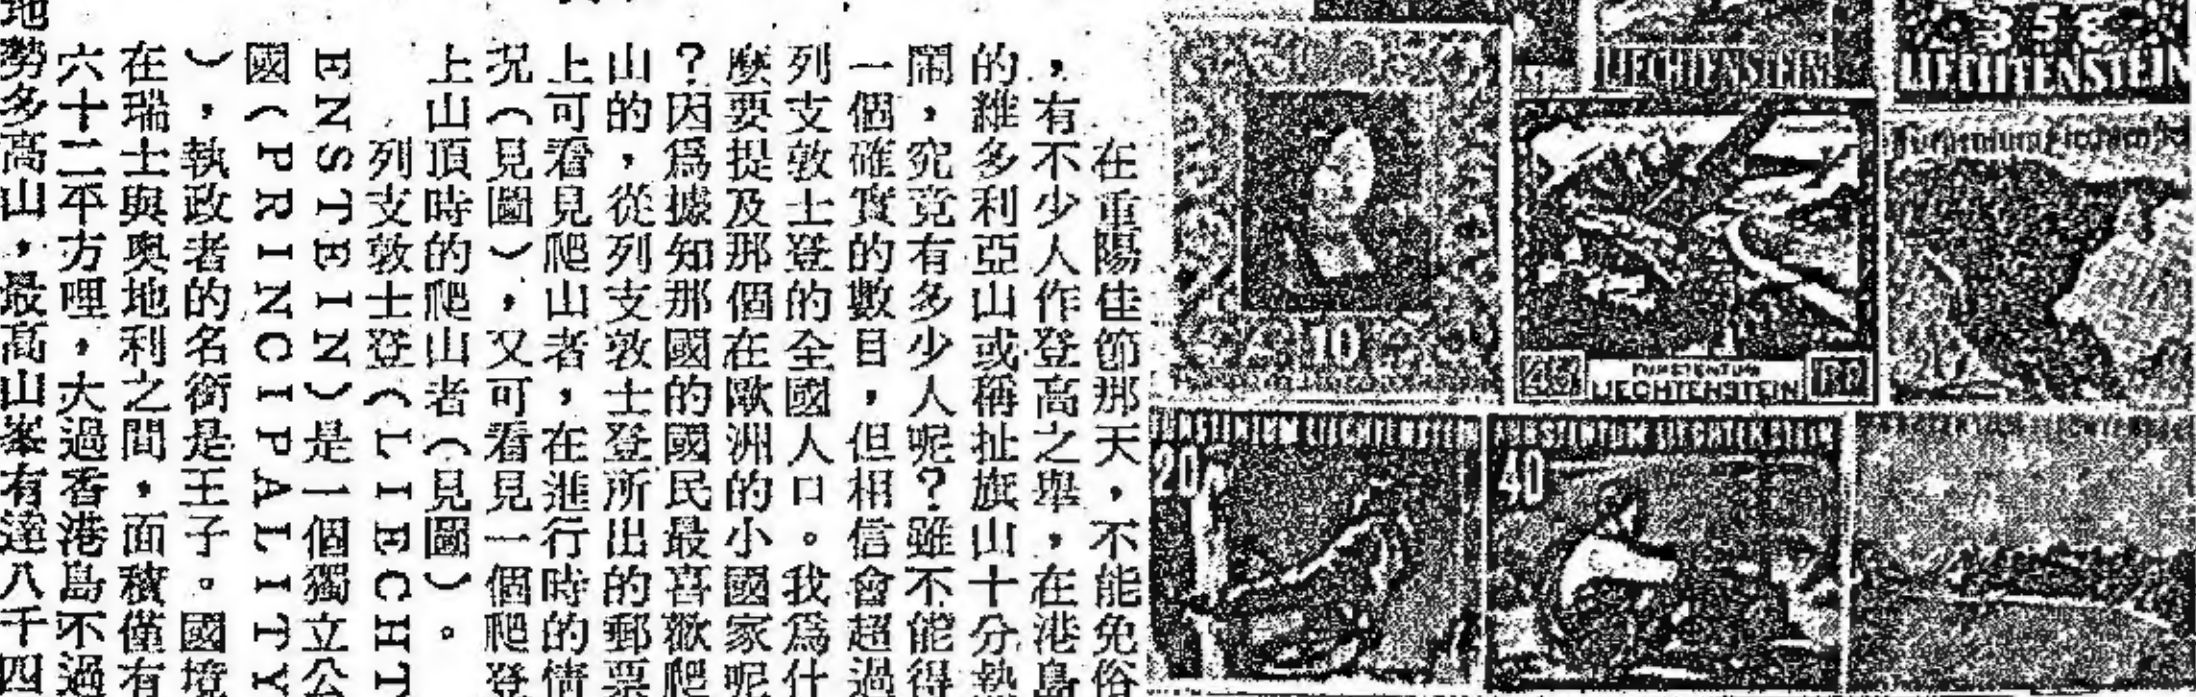 在重陽佳節那天,不能免俗
,有不少人作登高之舉,在港島
的維多利亞山或稱扯旗山十分熱
鬧,究竟有多少人呢?雖不能得
一個確實的數目,但相信會超過
列支敦士登的全國人口。我爲什
麽要提及那個在歐洲的小國家呢
?因爲據知那國的國民最喜歡爬
山的,從列支敦士登所出的郵票
上可看見爬山者,在進行時的情
況(見圖),又可看見一個爬登
上山頂時的爬山者(見圖)。
列支敦士登(LIECHT
ENSTEIN)是一個獨立公
國(PRINCIPALITY
),執政者的名銜是王子。國境
在瑞士與奧地利之間,面積僅有
六十二平方哩,大過香港島不過
地勢多高山,最高山峯有達八千四
LIECHTENSTEIN
LIECHTENSTEIN
10
1
LIECHTENSTEIN
20
40